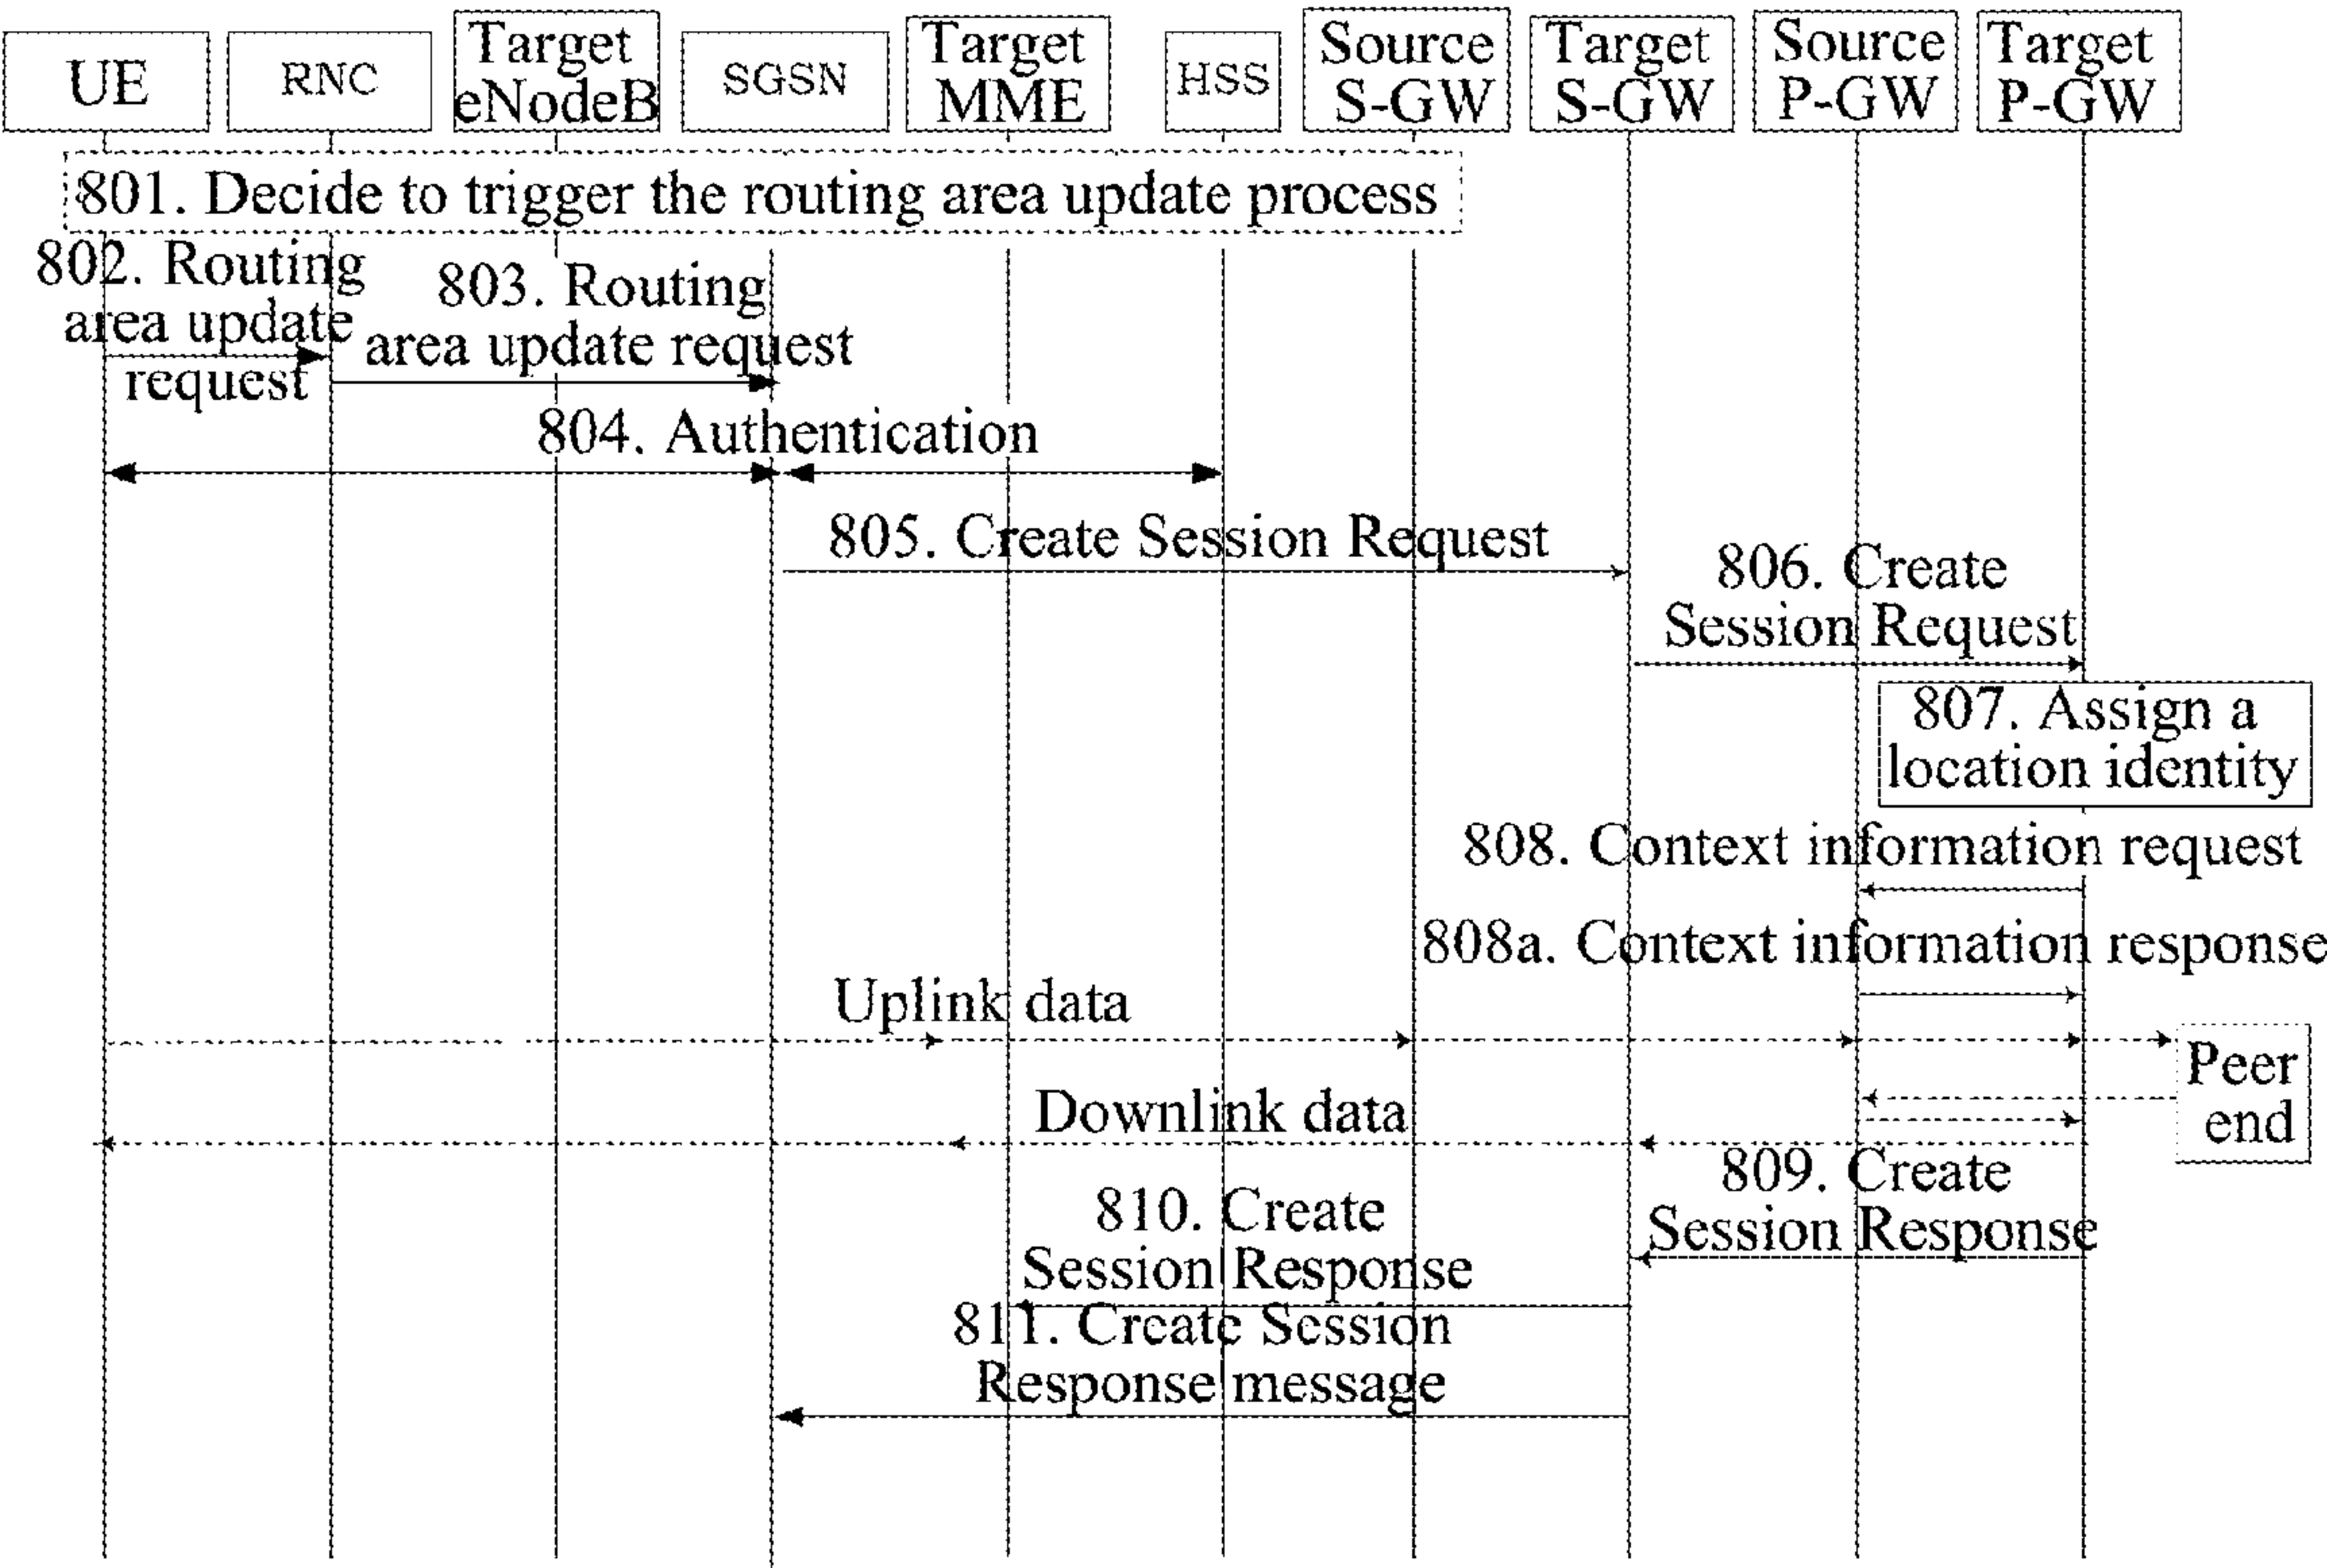 UE
RNC
Target
eNodeB
SGSN
Target
MME
HSS
Source
S-GW
Target
S-GW
Source
P-GW
Target
P-GW
801. Decide to trigger the routing area update process
802. Routing
area update
request
803. Routing
area update request
804. Authentication
805. Create Session Request
806. Create
Session Request
807. Assign a
location identity
808. Context information request
808a. Context information response
Uplink data
Peer
end
Downlink data
809. Create
Session Response
810. Create
Session Response
811. Create Session
Response message